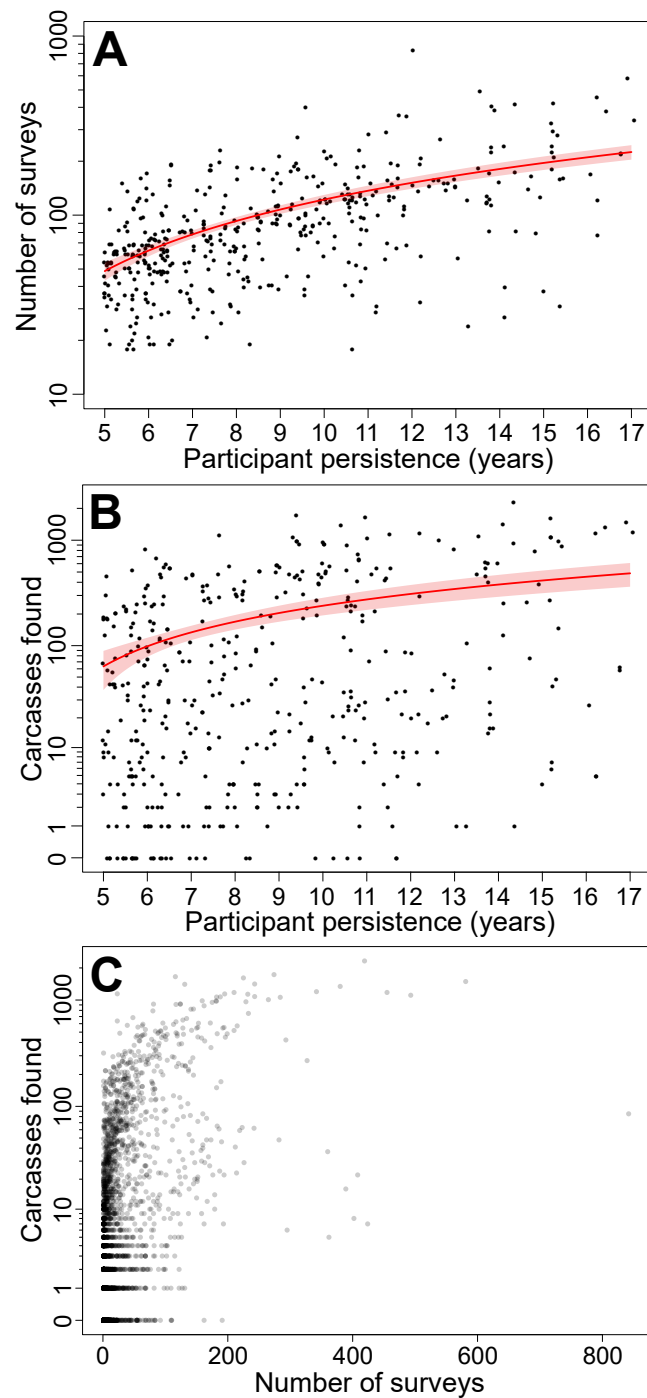 A
1000
100
10
Number of surveys
5 6 7 8 9 10 11 12 13 14 15 16 17
Participant persistence (years)
B
1000
100
10
1
0
Carcasses found
5 6 7 8 9 10 11 12 13 14 15 16 17
Participant persistence (years)
C
1000
100
10
1
0
Carcasses found
0 200 400 600 800
Number of surveys